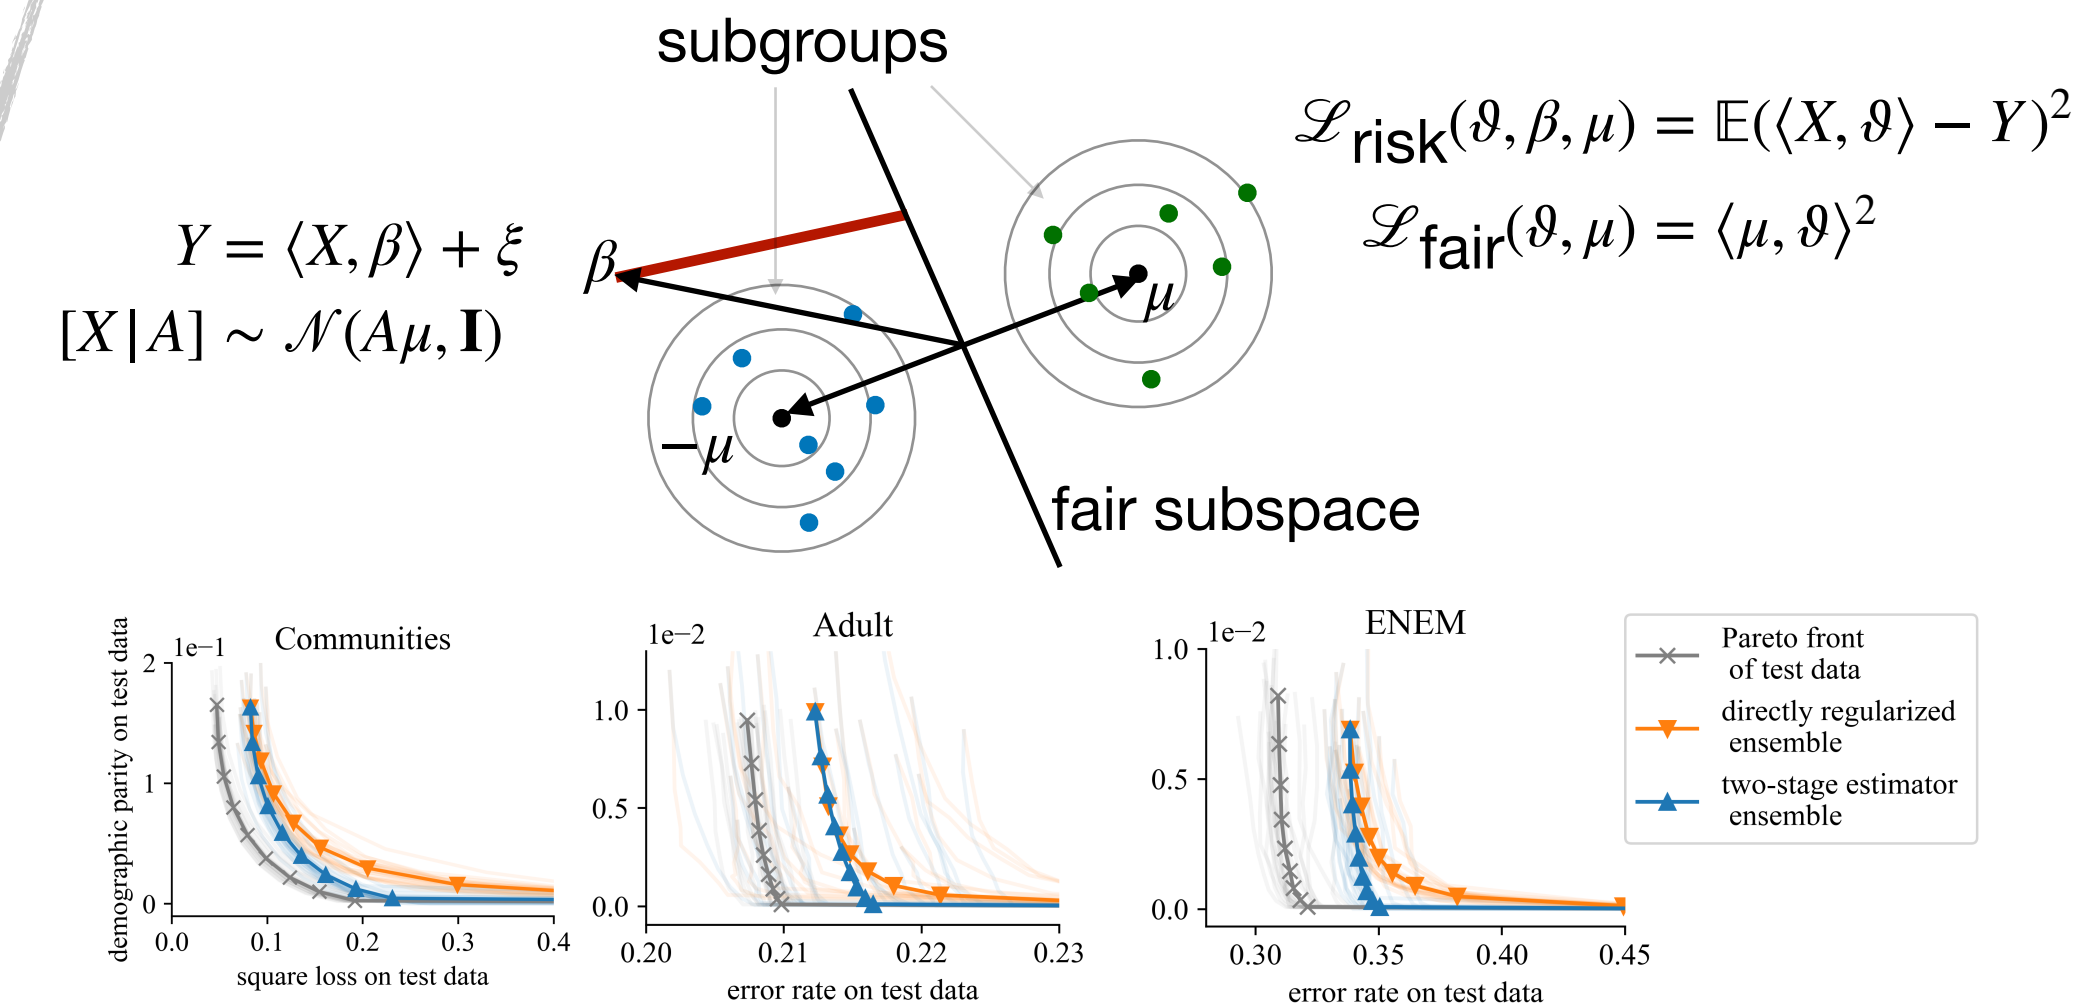 subgroups
ℒ_risk(ϑ, β, μ) = 𝔼(⟨X, ϑ⟩ − Y)²
ℒ_fair(ϑ, μ) = ⟨μ, ϑ⟩²
Y = ⟨X, β⟩ + ξ
[X|A] ∼ 𝒩(Aμ, I)
β
μ
−μ
fair subspace
Communities
1e−1
demographic parity on test data
2
1
0
0.0 0.1 0.2 0.3 0.4
square loss on test data
Adult
1e−2
1.0
0.5
0.0
0.20 0.21 0.22 0.23
error rate on test data
ENEM
1e−2
1.0
0.5
0.0
0.30 0.35 0.40 0.45
error rate on test data
Pareto front
of test data
directly regularized
ensemble
two-stage estimator
ensemble